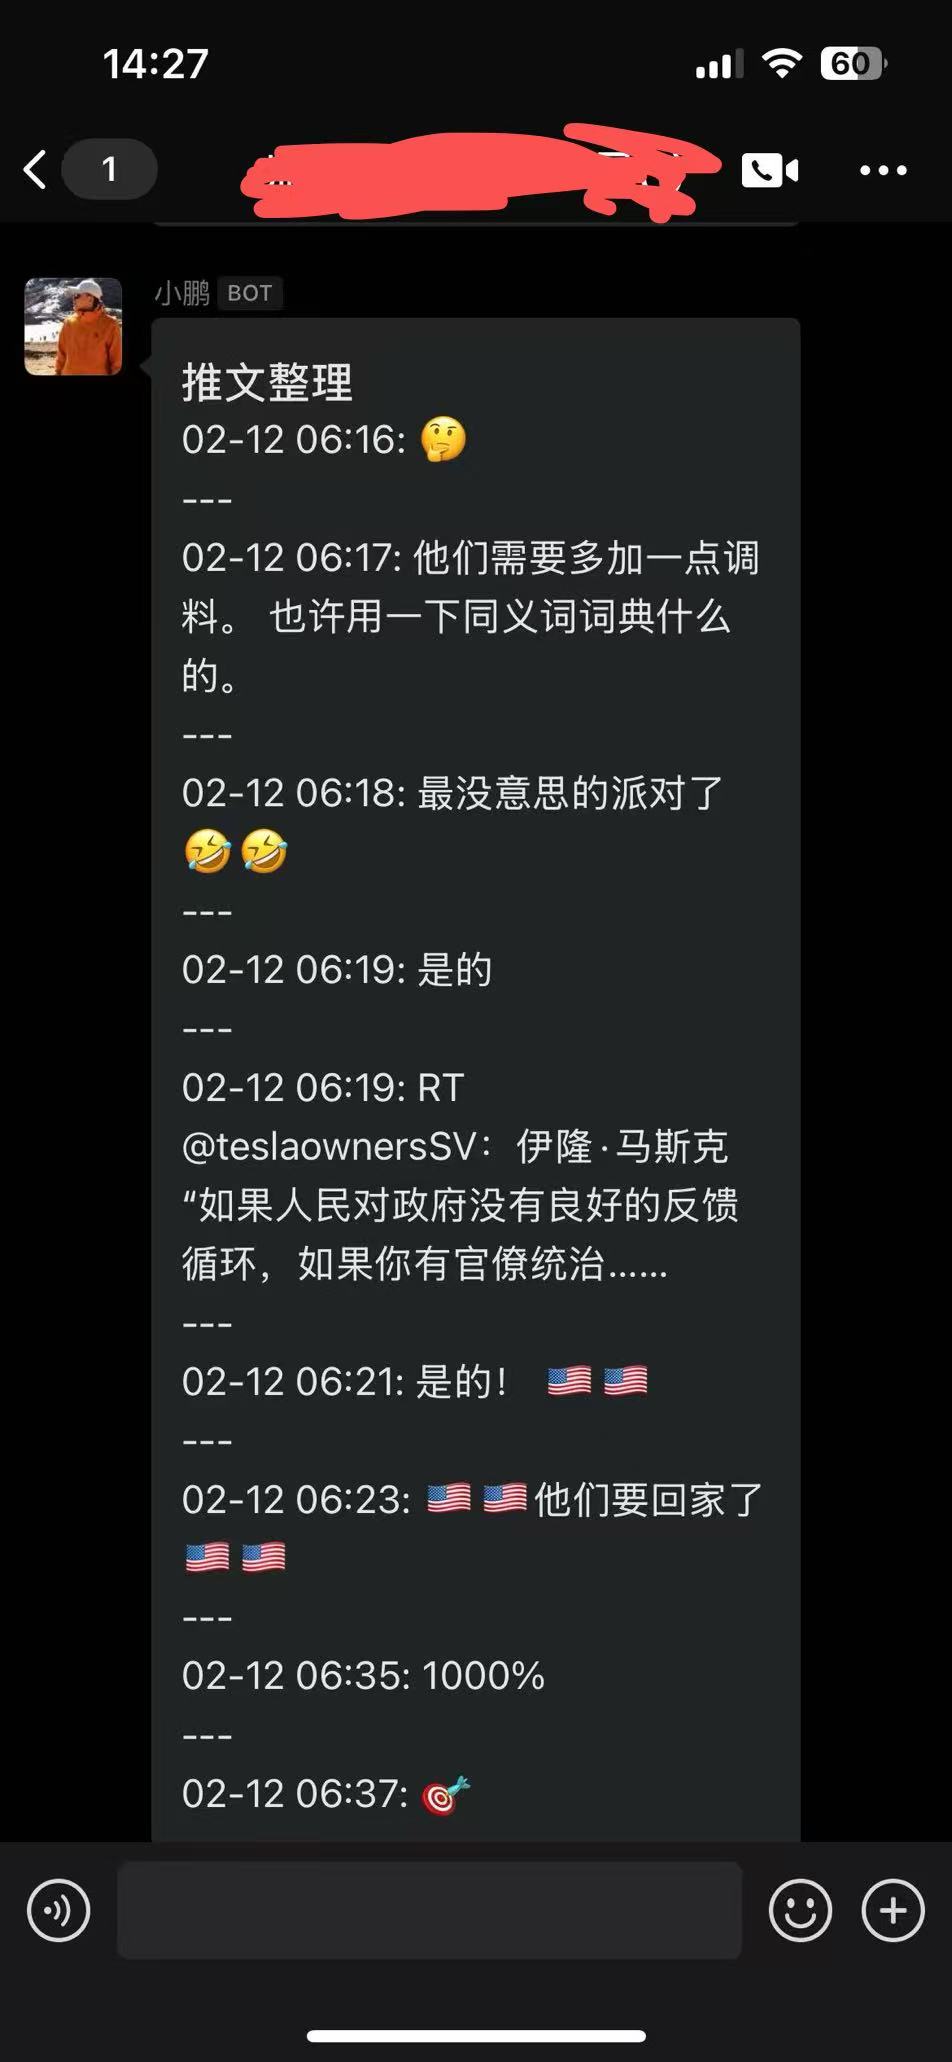 14:27
60
1
小鹏 BOT
推文整理
02-12 06:16: 🤔
---
02-12 06:17: 他们需要多加一点调
料。 也许用一下同义词词典什么
的。
---
02-12 06:18: 最没意思的派对了
🤣🤣
---
02-12 06:19: 是的
---
02-12 06:19: RT
@teslaownersSV：伊隆·马斯克
“如果人民对政府没有良好的反馈
循环，如果你有官僚统治……
---
02-12 06:21: 是的！ 🇺🇸🇺🇸
---
02-12 06:23: 🇺🇸🇺🇸他们要回家了
🇺🇸🇺🇸
---
02-12 06:35: 1000%
---
02-12 06:37: 🎯